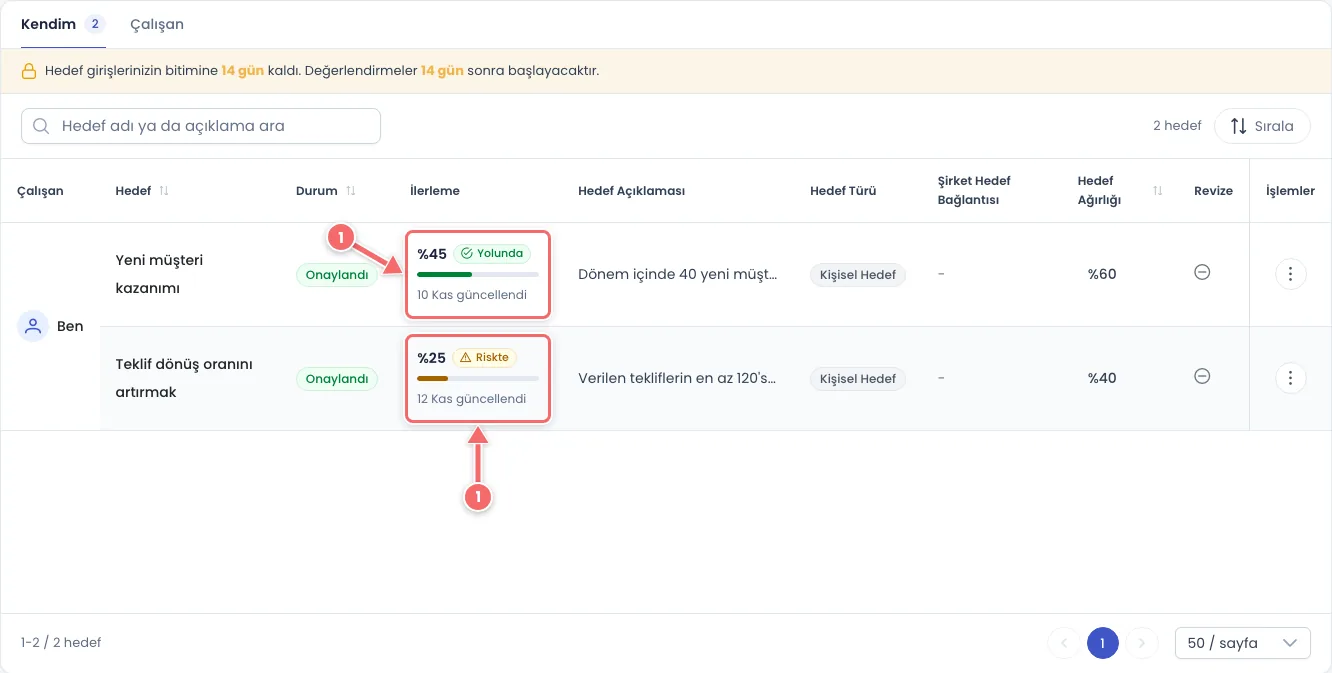 Kendim 2 Çalışan
Hedef girişlerinizin bitimine 14 gün kaldı. Değerlendirmeler 14 gün sonra başlayacaktır.
Hedef adı ya da açıklama ara
2 hedef
Sırala
Çalışan
Hedef
Durum
İlerleme
Hedef Açıklaması
Hedef Türü
Şirket Hedef
Bağlantısı
Hedef
Ağırlığı
Revize
İşlemler
Ben
Yeni müşteri
kazanımı
Onaylandı
1
%45 Yolunda
10 Kas güncellendi
Dönem içinde 40 yeni müşt...
Kişisel Hedef
-
%60
Teklif dönüş oranını
artırmak
Onaylandı
%25 Riskte
12 Kas güncellendi
1
Verilen tekliflerin en az 120's...
Kişisel Hedef
-
%40
1-2 / 2 hedef
1
50 / sayfa